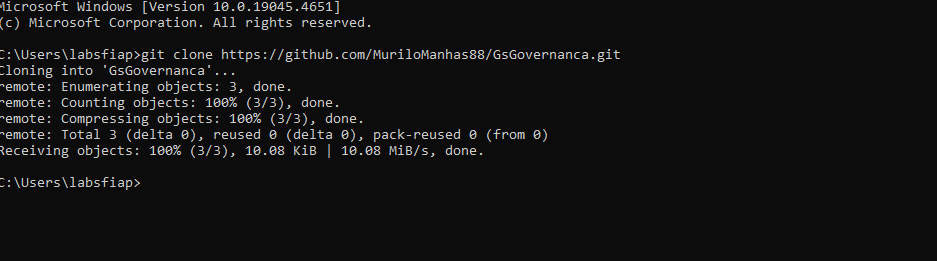 Microsoft Windows [Version 10.0.19045.4651]
(c) Microsoft Corporation. All rights reserved.
C:\Users\labsfiap>git clone https://github.com/MuriloManhas88/GsGovernanca.git
Cloning into 'GsGovernanca'...
remote: Enumerating objects: 3, done.
remote: Counting objects: 100% (3/3), done.
remote: Compressing objects: 100% (3/3), done.
remote: Total 3 (delta 0), reused 0 (delta 0), pack-reused 0 (from 0)
Receiving objects: 100% (3/3), 10.08 KiB | 10.08 MiB/s, done.
C:\Users\labsfiap>